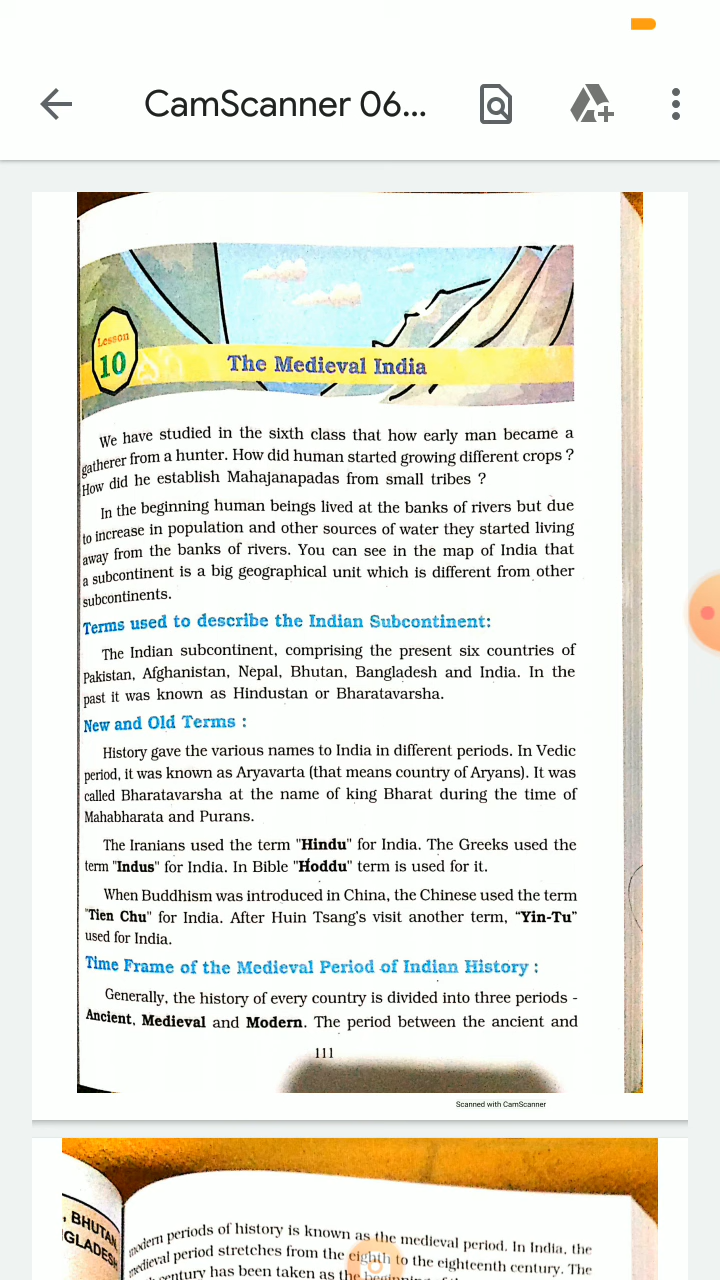 CamScanner 06...
Lesson
10
The Medieval India
We have studied in the sixth class that how early man became a
gatherer from a hunter. How did human started growing different crops ?
How did he establish Mahajanapadas from small tribes ?
In the beginning human beings lived at the banks of rivers but due
to increase in population and other sources of water they started living
away from the banks of rivers. You can see in the map of India that
a subcontinent is a big geographical unit which is different from other
subcontinents.
Terms used to describe the Indian Subcontinent:
The Indian subcontinent, comprising the present six countries of
Pakistan, Afghanistan, Nepal, Bhutan, Bangladesh and India. In the
past it was known as Hindustan or Bharatavarsha.
New and Old Terms :
History gave the various names to India in different periods. In Vedic
period, it was known as Aryavarta (that means country of Aryans). It was
called Bharatavarsha at the name of king Bharat during the time of
Mahabharata and Purans.
The Iranians used the term "Hindu" for India. The Greeks used the
term "Indus" for India. In Bible "Hoddu" term is used for it.
When Buddhism was introduced in China, the Chinese used the term
"Tien Chu" for India. After Huin Tsang's visit another term, “Yin-Tu”
used for India.
Time Frame of the Medieval Period of Indian History :
Generally, the history of every country is divided into three periods -
Ancient, Medieval and Modern. The period between the ancient and
111
Scanned with CamScanner
, BHUTAN
GLADESH
modern periods of history is known as the medieval period. In India, the
medieval period stretches from the eighth to the eighteenth century. The
century has been taken as the